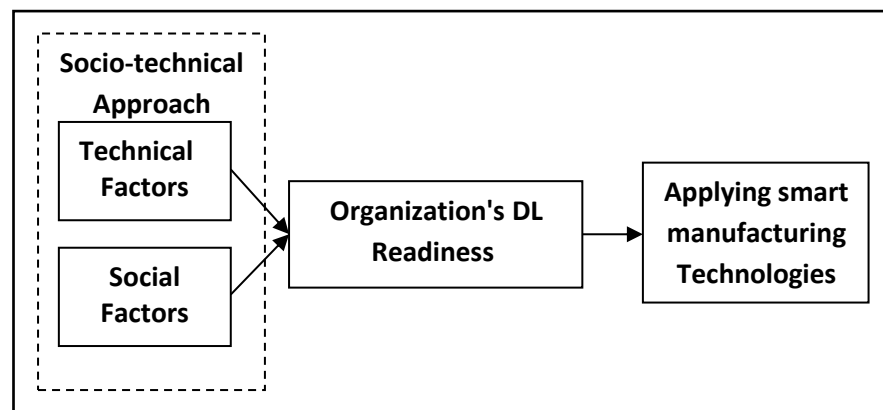 Socio-technical
Approach
Technical
Factors
Social
Factors
Organization's DL
Readiness
Applying smart
manufacturing
Technologies